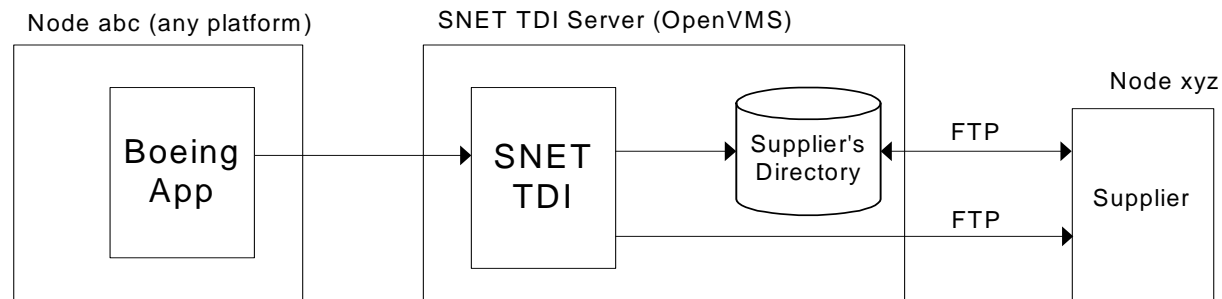 Node abc (any platform)
SNET TDI Server (OpenVMS)
Node xyz
Boeing
App
SNET
TDI
Supplier's
Directory
FTP
FTP
Supplier